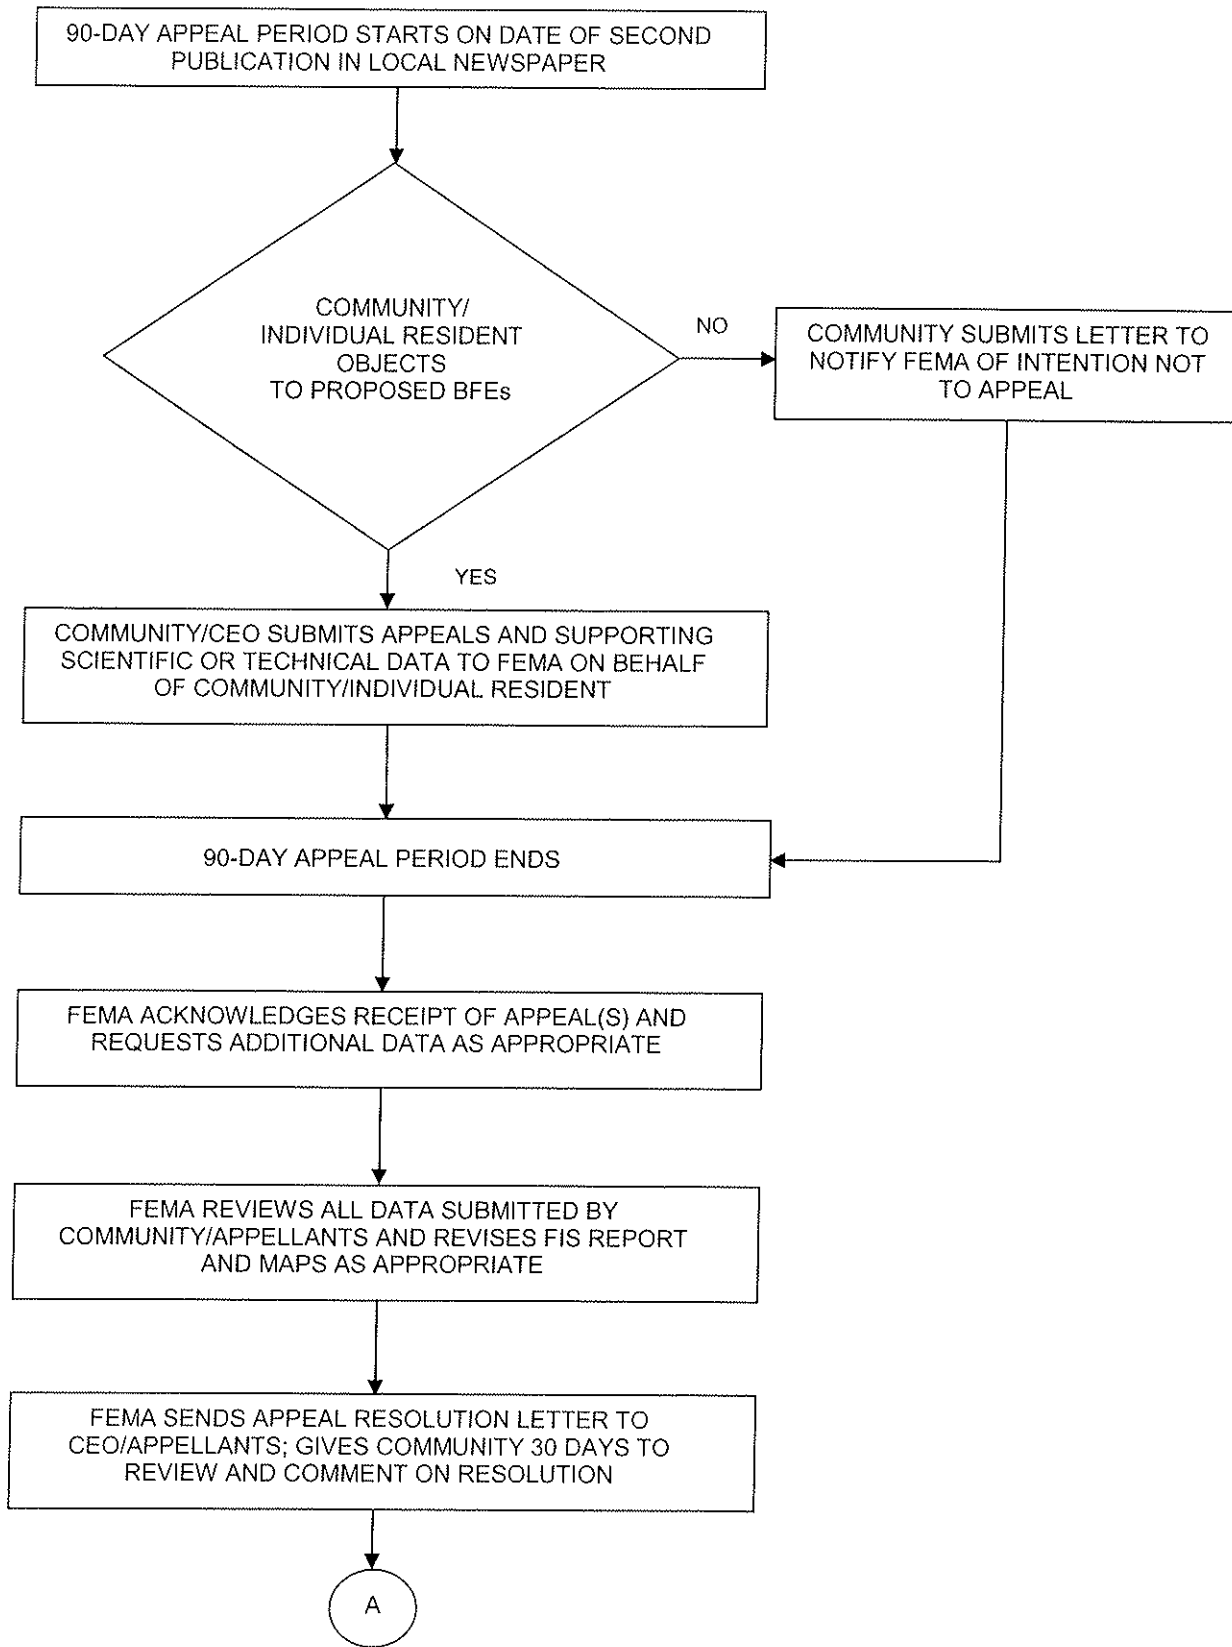 90-DAY APPEAL PERIOD STARTS ON DATE OF SECOND
PUBLICATION IN LOCAL NEWSPAPER
COMMUNITY/
INDIVIDUAL RESIDENT
OBJECTS
TO PROPOSED BFEs
NO
COMMUNITY SUBMITS LETTER TO
NOTIFY FEMA OF INTENTION NOT
TO APPEAL
YES
COMMUNITY/CEO SUBMITS APPEALS AND SUPPORTING
SCIENTIFIC OR TECHNICAL DATA TO FEMA ON BEHALF
OF COMMUNITY/INDIVIDUAL RESIDENT
90-DAY APPEAL PERIOD ENDS
FEMA ACKNOWLEDGES RECEIPT OF APPEAL(S) AND
REQUESTS ADDITIONAL DATA AS APPROPRIATE
FEMA REVIEWS ALL DATA SUBMITTED BY
COMMUNITY/APPELLANTS AND REVISES FIS REPORT
AND MAPS AS APPROPRIATE
FEMA SENDS APPEAL RESOLUTION LETTER TO
CEO/APPELLANTS; GIVES COMMUNITY 30 DAYS TO
REVIEW AND COMMENT ON RESOLUTION
A